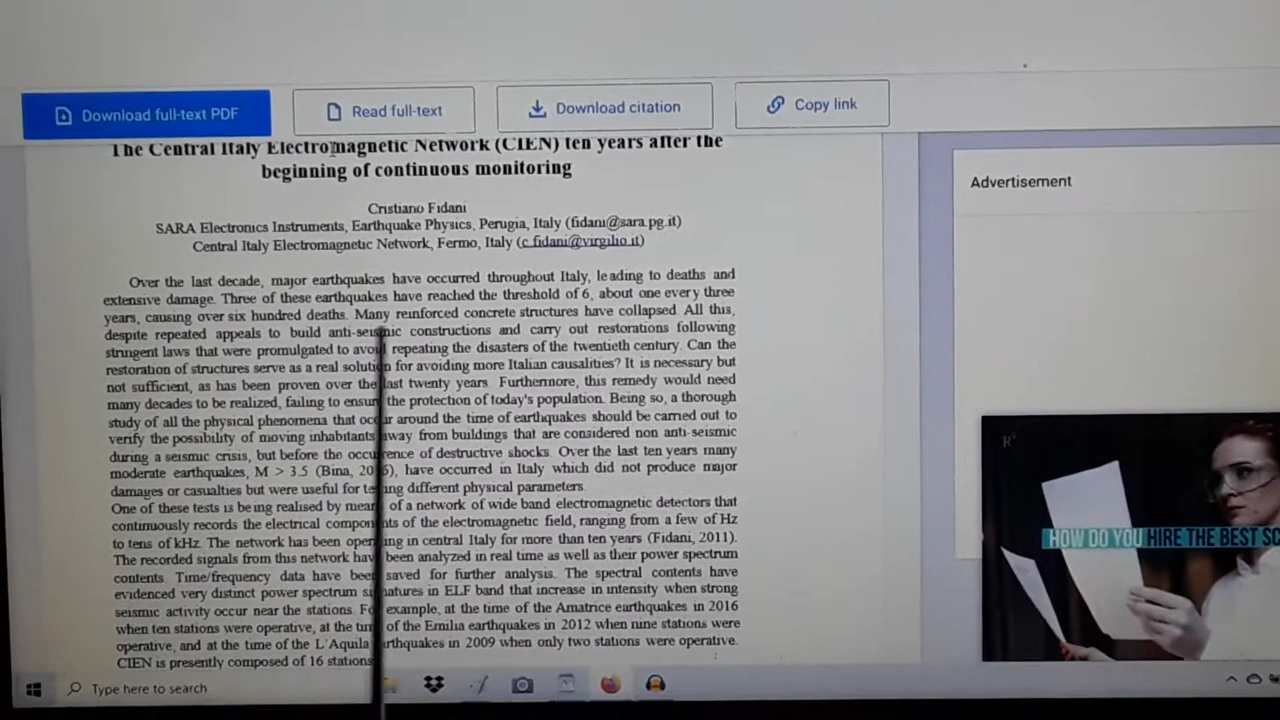 Download full-text PDF
Read full-text
Download citation
Copy link
The Central Italy Electromagnetic Network (CIEN) ten years after the
beginning of continuous monitoring
Advertisement
Cristiano Fidani
SARA Electronics Instruments, Earthquake Physics, Perugia, Italy (fidani@sara.pg.it)
Central Italy Electromagnetic Network, Fermo, Italy (c.fidani@virgilio.it)
Over the last decade, major earthquakes have occurred throughout Italy, leading to deaths and
extensive damage. Three of these earthquakes have reached the threshold of 6, about one every three
years, causing over six hundred deaths. Many reinforced concrete structures have collapsed. All this,
despite repeated appeals to build anti-seismic constructions and carry out restorations following
stringent laws that were promulgated to avoid repeating the disasters of the twentieth century. Can the
restoration of structures serve as a real solution for avoiding more Italian causalities? It is necessary but
not sufficient, as has been proven over the last twenty years. Furthermore, this remedy would need
many decades to be realized, failing to ensure the protection of today's population. Being so, a thorough
study of all the physical phenomena that occur around the time of earthquakes should be carried out to
verify the possibility of moving inhabitants away from buildings that are considered non anti-seismic
during a seismic crisis, but before the occurrence of destructive shocks. Over the last ten years many
moderate earthquakes, M > 3.5 (Bina, 20 6), have occurred in Italy which did not produce major
damages or casualties but were useful for testing different physical parameters.
One of these tests is being realised by means of a network of wide band electromagnetic detectors that
continuously records the electrical components of the electromagnetic field, ranging from a few of Hz
to tens of kHz. The network has been operating in central Italy for more than ten years (Fidani, 2011).
The recorded signals from this network have been analyzed in real time as well as their power spectrum
contents. Time/frequency data have been saved for further analysis. The spectral contents have
evidenced very distinct power spectrum signatures in ELF band that increase in intensity when strong
seismic activity occur near the stations. For example, at the time of the Amatrice earthquakes in 2016
when ten stations were operative, at the time of the Emilia earthquakes in 2012 when nine stations were
operative, and at the time of the L'Aquila earthquakes in 2009 when only two stations were operative.
CIEN is presently composed of 16 stations
R
HOW DO YOU HIRE THE BEST SC
Type here to search